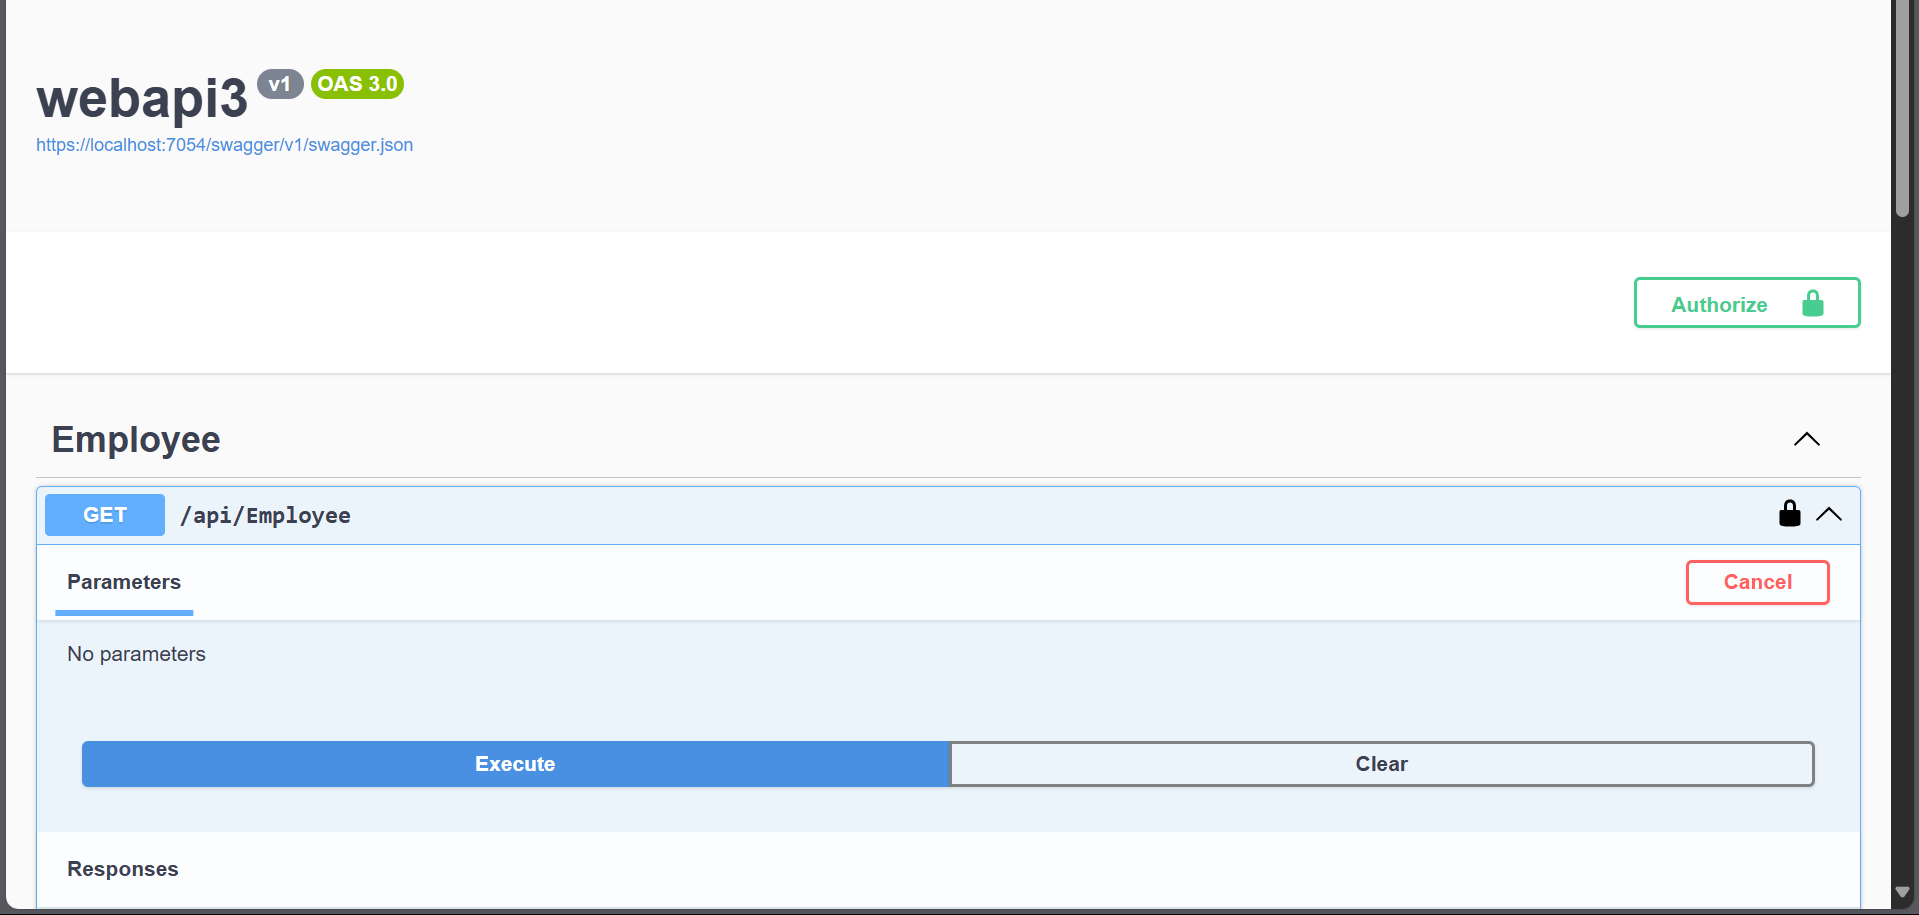 webapi3 v1 OAS 3.0
https://localhost:7054/swagger/v1/swagger.json
Authorize
Employee
GET /api/Employee
Parameters Cancel
No parameters
Execute Clear
Responses